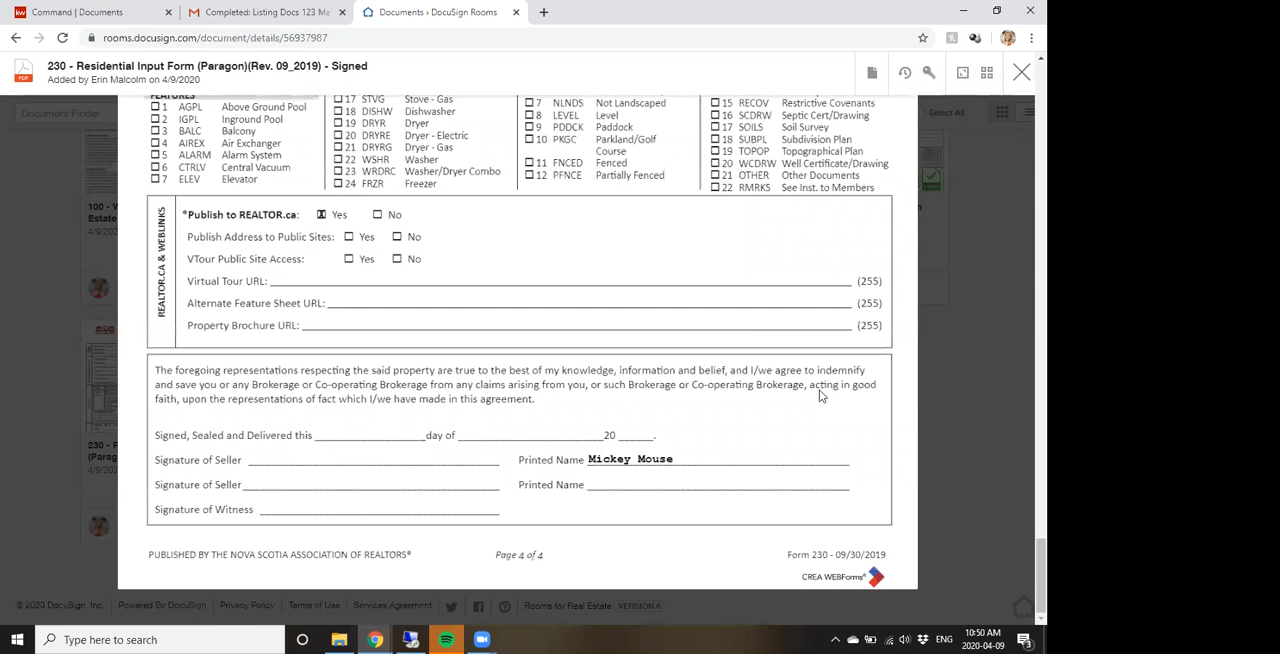 Command | Documents
Completed: Listing Docs 123 Ma
Documents › DocuSign Rooms
rooms.docusign.com/document/details/56937987
230 - Residential Input Form (Paragon)(Rev. 09_2019) - Signed
Added by Erin Malcolm on 4/9/2020
PDF
Document Finder
Select All
FEATURES
1 AGPL Above Ground Pool
2 IGPL Inground Pool
3 BALC Balcony
4 AIREX Air Exchanger
5 ALARM Alarm System
6 CTRLV Central Vacuum
7 ELEV Elevator
17 STVG Stove - Gas
18 DISHW Dishwasher
19 DRYR Dryer
20 DRYRE Dryer - Electric
21 DRYRG Dryer - Gas
22 WSHR Washer
23 WRDRC Washer/Dryer Combo
24 FRZR Freezer
7 NLNDS Not Landscaped
8 LEVEL Level
9 PDDCK Paddock
10 PKGC Parkland/Golf
Course
11 FNCED Fenced
12 PFNCE Partially Fenced
15 RECOV Restrictive Covenants
16 SCDRW Septic Cert/Drawing
17 SOILS Soil Survey
18 SUBPL Subdivision Plan
19 TOPOP Topographical Plan
20 WCDRW Well Certificate/Drawing
21 OTHER Other Documents
22 RMRKS See Inst. to Members
100 -
Estate
4/9/20
230 - F
(Parag
4/9/20
REALTOR.CA & WEBLINKS
*Publish to REALTOR.ca: X Yes No
Publish Address to Public Sites: Yes No
VTour Public Site Access: Yes No
Virtual Tour URL: (255)
Alternate Feature Sheet URL: (255)
Property Brochure URL: (255)
The foregoing representations respecting the said property are true to the best of my knowledge, information and belief, and I/we agree to indemnify
and save you or any Brokerage or Co-operating Brokerage from any claims arising from you, or such Brokerage or Co-operating Brokerage, acting in good
faith, upon the representations of fact which I/we have made in this agreement.
Signed, Sealed and Delivered this ____ day of ____ 20 ____.
Signature of Seller ____ Printed Name Mickey Mouse
Signature of Seller ____ Printed Name ____
Signature of Witness ____
PUBLISHED BY THE NOVA SCOTIA ASSOCIATION OF REALTORS® Page 4 of 4 Form 230 - 09/30/2019
CREA WEBForms®
© 2020 DocuSign, Inc. Powered By DocuSign Privacy Policy Terms of Use Services Agreement Rooms for Real Estate VERSION 6
Type here to search
ENG
10:50 AM
2020-04-09
3